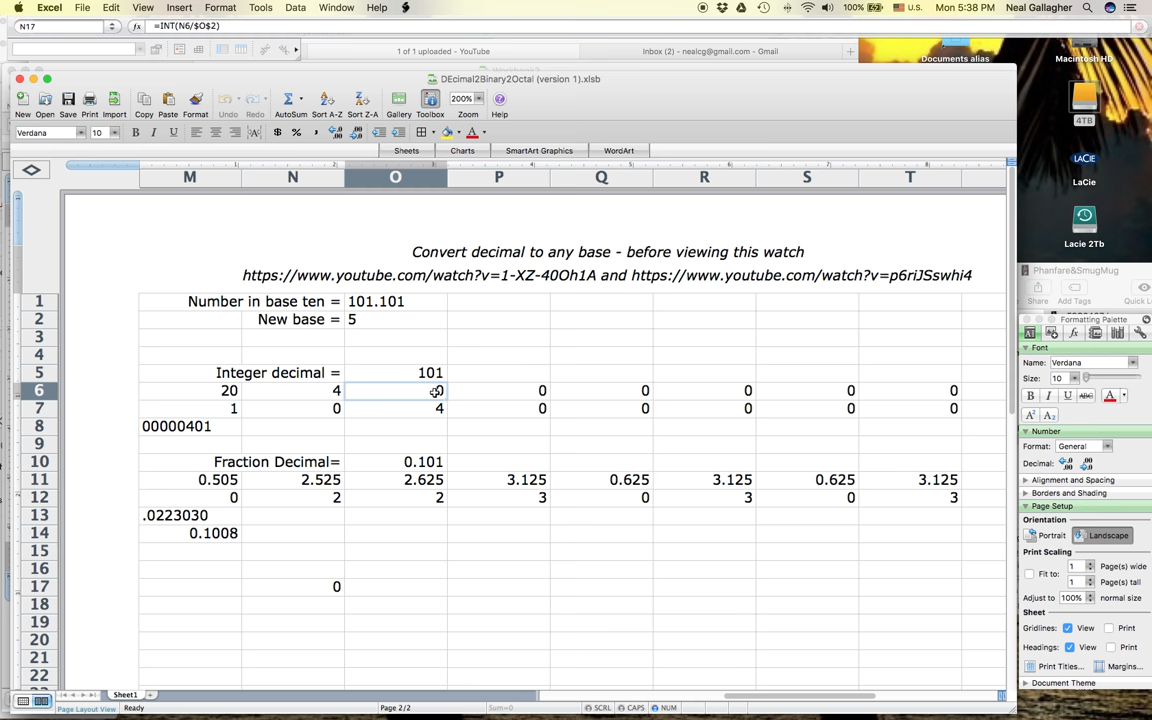 Excel File Edit View Insert Format Tools Data Window Help 100% U.S. Mon 5:38 PM Neal Gallagher
N17 fx =INT(N6/$O$2)
1 of 1 uploaded - YouTube Inbox (2) - nealcg@gmail.com - Gmail
Documents alias Macintosh HD
DEcimal2Binary2Octal (version 1).xlsb
New Open Save Print Import Copy Paste Format Undo Redo AutoSum Sort A-Z Sort Z-A Gallery Toolbox 200% Zoom Help
Verdana 10 B I U ABC $ %
Sheets Charts SmartArt Graphics WordArt
4TB
LaCie
Lacie 2Tb
M N O P Q R S T
Convert decimal to any base - before viewing this watch
https://www.youtube.com/watch?v=1-XZ-40Oh1A and https://www.youtube.com/watch?v=p6riJSswhi4
1 Number in base ten = 101.101
2 New base = 5
3
4
5 Integer decimal = 101
6 20 4 0 0 0 0 0 0
7 1 0 4 0 0 0 0 0
8 00000401
9
10 Fraction Decimal= 0.101
11 0.505 2.525 2.625 3.125 0.625 3.125 0.625 3.125
12 0 2 2 3 0 3 0 3
13 .0223030
14 0.1008
15
16
17 0
18
19
20
21
22
Sheet1
Page Layout View Ready Page 2/2 Sum=0 SCRL CAPS NUM
Phanfare&SmugMug
Share Add Tags Quick L
Formatting Palette
Font
Name: Verdana
Size: 10
B I U ABC A
A2 A2
Number
Format: General
Decimal:
Alignment and Spacing
Borders and Shading
Page Setup
Orientation
Portrait Landscape
Print Scaling
1 Page(s) wide
Fit to: 1 Page(s) tall
Adjust to 100% normal size
Sheet
Gridlines: View Print
Headings: View Print
Print Titles... Margins...
Document Theme